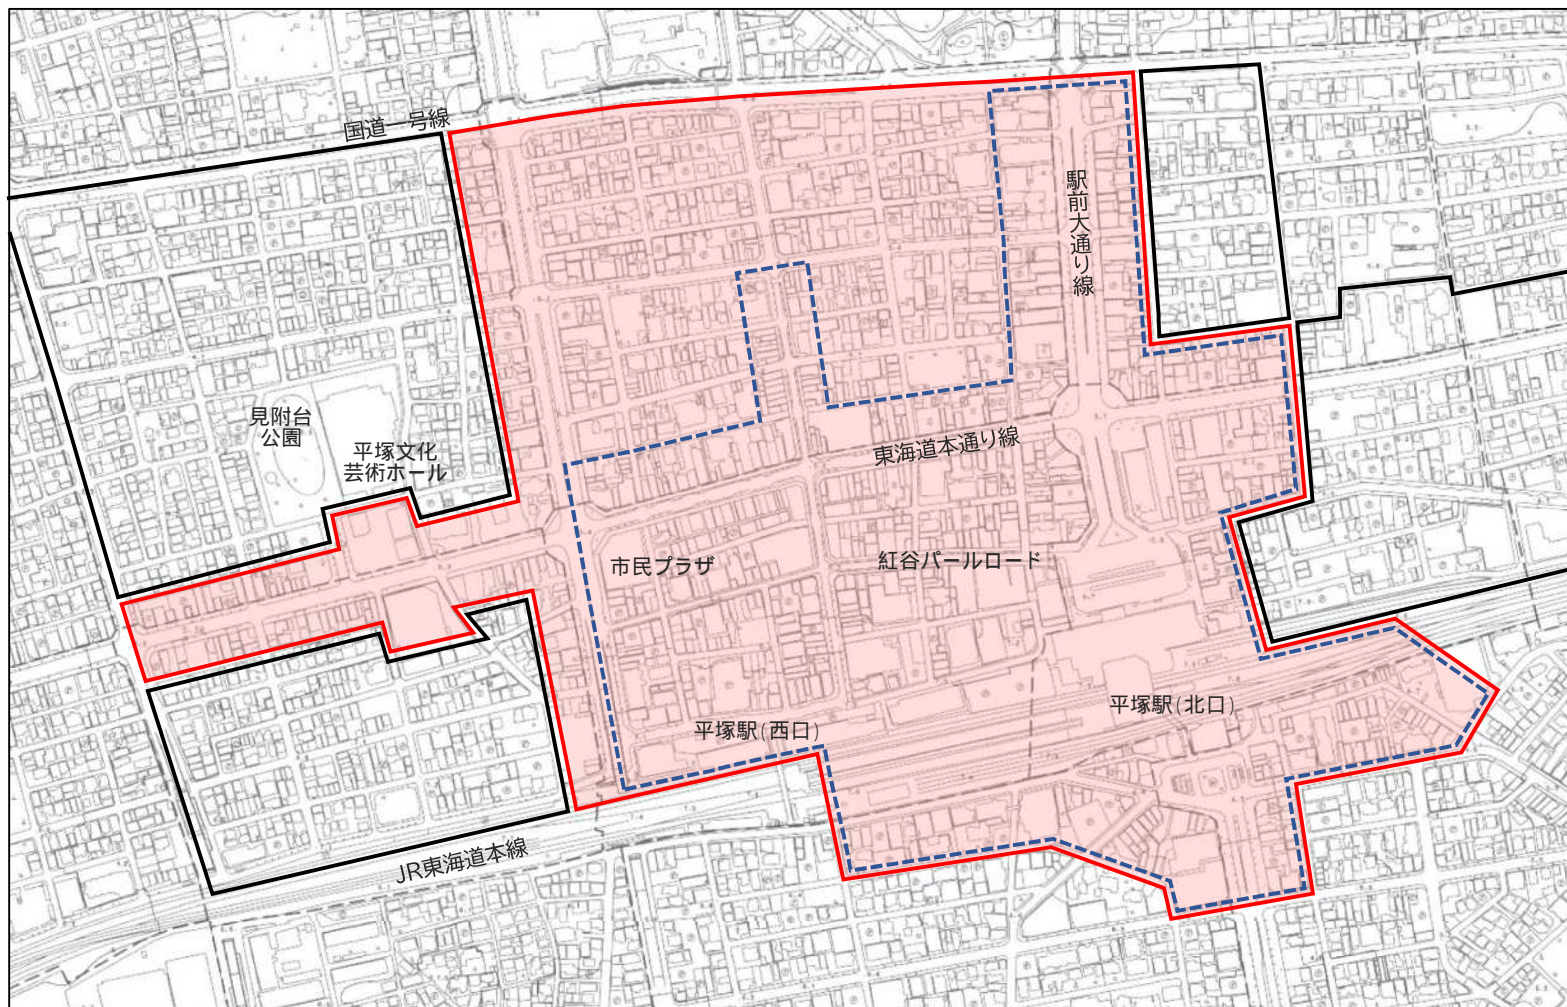 国道一号線
駅前大通り線
見附台
公園
平塚文化
芸術ホール
東海道本通り線
市民プラザ
紅谷パールロード
平塚駅(西口)
平塚駅(北口)
JR東海道本線